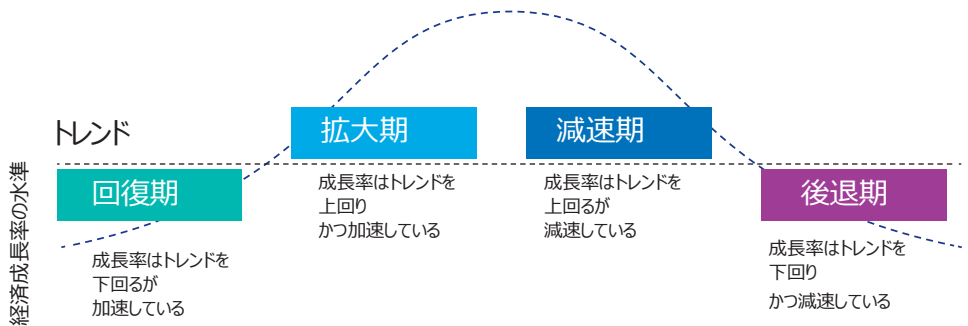 経済成長率の水準
トレンド
回復期
成長率はトレンドを
下回るが
加速している
拡大期
成長率はトレンドを
上回り
かつ加速している
減速期
成長率はトレンドを
上回るが
減速している
後退期
成長率はトレンドを
下回り
かつ減速している